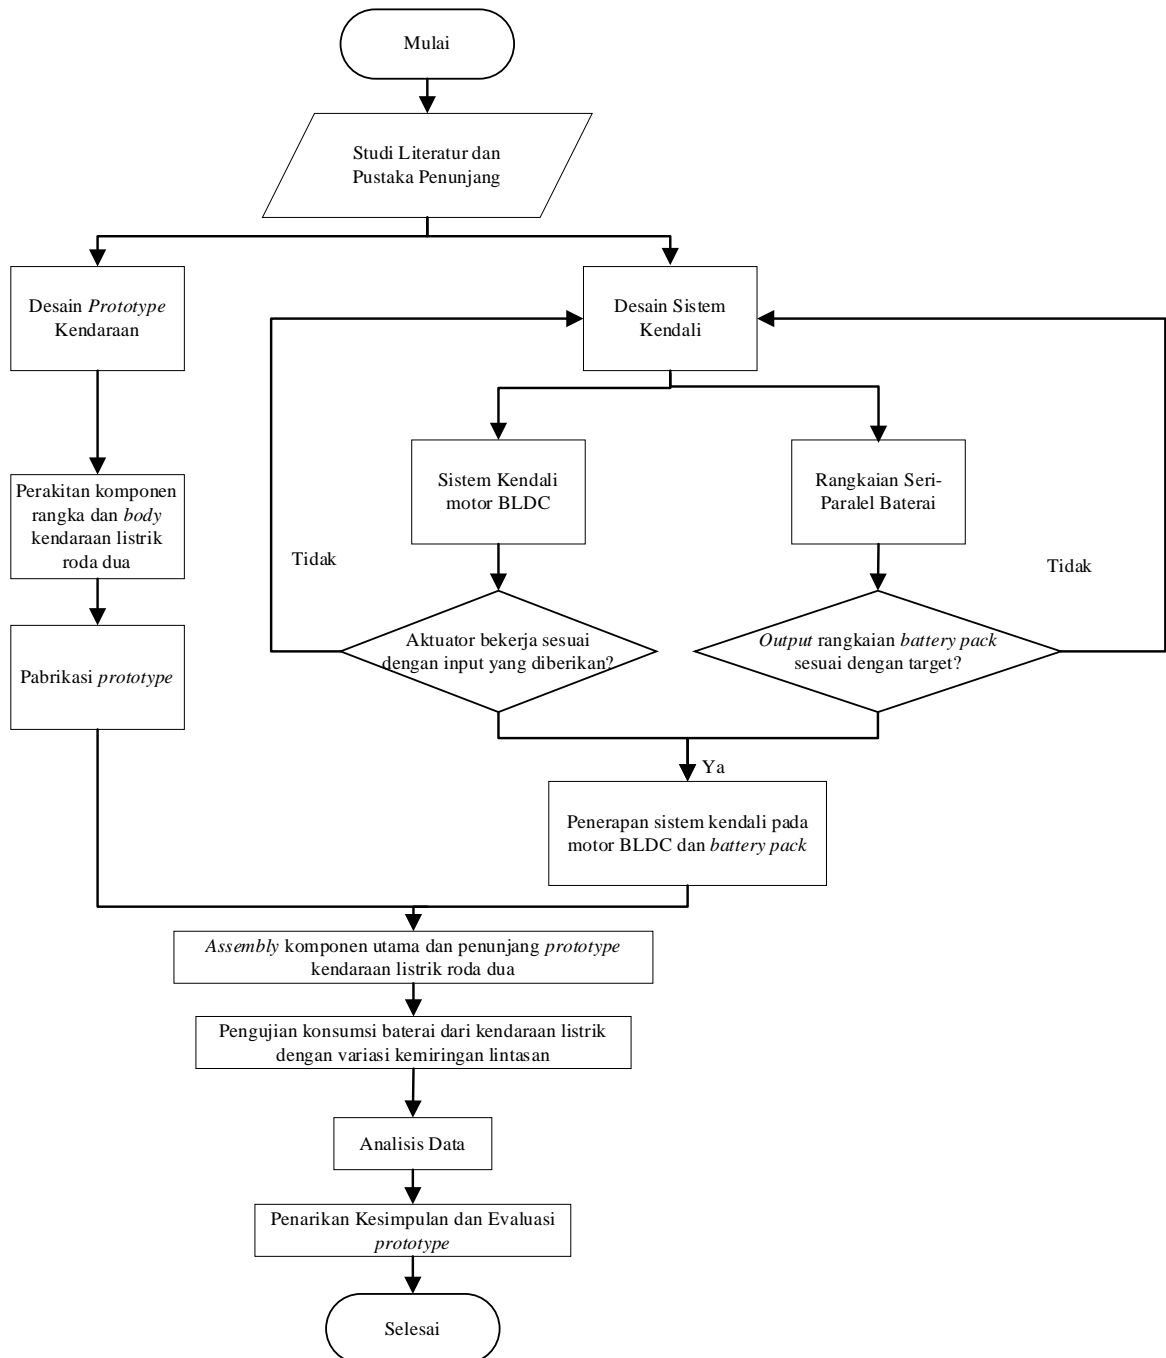 Mulai
Studi Literatur dan
Pustaka Penunjang
Desain Prototype
Kendaraan
Desain Sistem
Kendali
Perakitan komponen
rangka dan body
kendaraan listrik
roda dua
Sistem Kendali
motor BLDC
Rangkaian Seri-
Paralel Baterai
Tidak
Tidak
Pabrikasi prototype
Aktuator bekerja sesuai
dengan input yang diberikan?
Output rangkaian battery pack
sesuai dengan target?
Ya
Penerapan sistem kendali pada
motor BLDC dan battery pack
Assembly komponen utama dan penunjang prototype
kendaraan listrik roda dua
Pengujian konsumsi baterai dari kendaraan listrik
dengan variasi kemiringan lintasan
Analisis Data
Penarikan Kesimpulan dan Evaluasi
prototype
Selesai